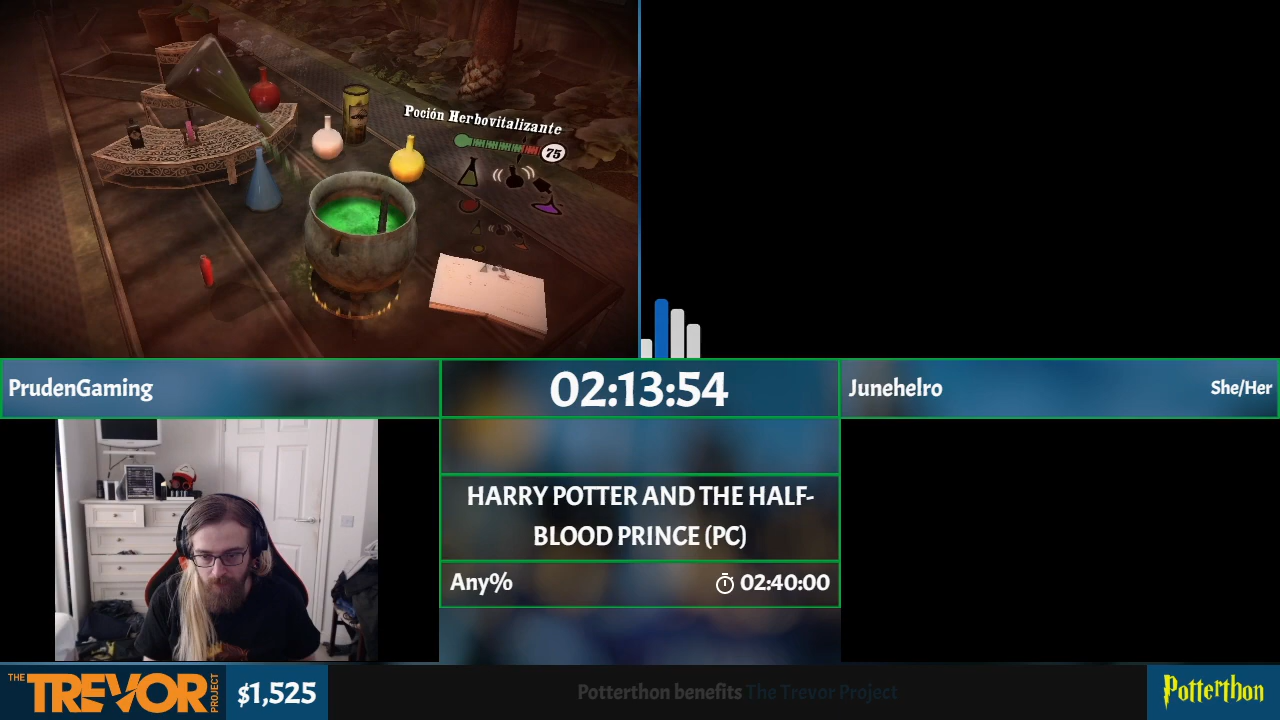 Poción Herbovitalizante
75
PrudenGaming
02:13:54
Junehelro
She/Her
HARRY POTTER AND THE HALF-
BLOOD PRINCE (PC)
Any%
02:40:00
THE TREVOR PROJECT
$1,525
Potterthon benefits The Trevor Project
Potterthon